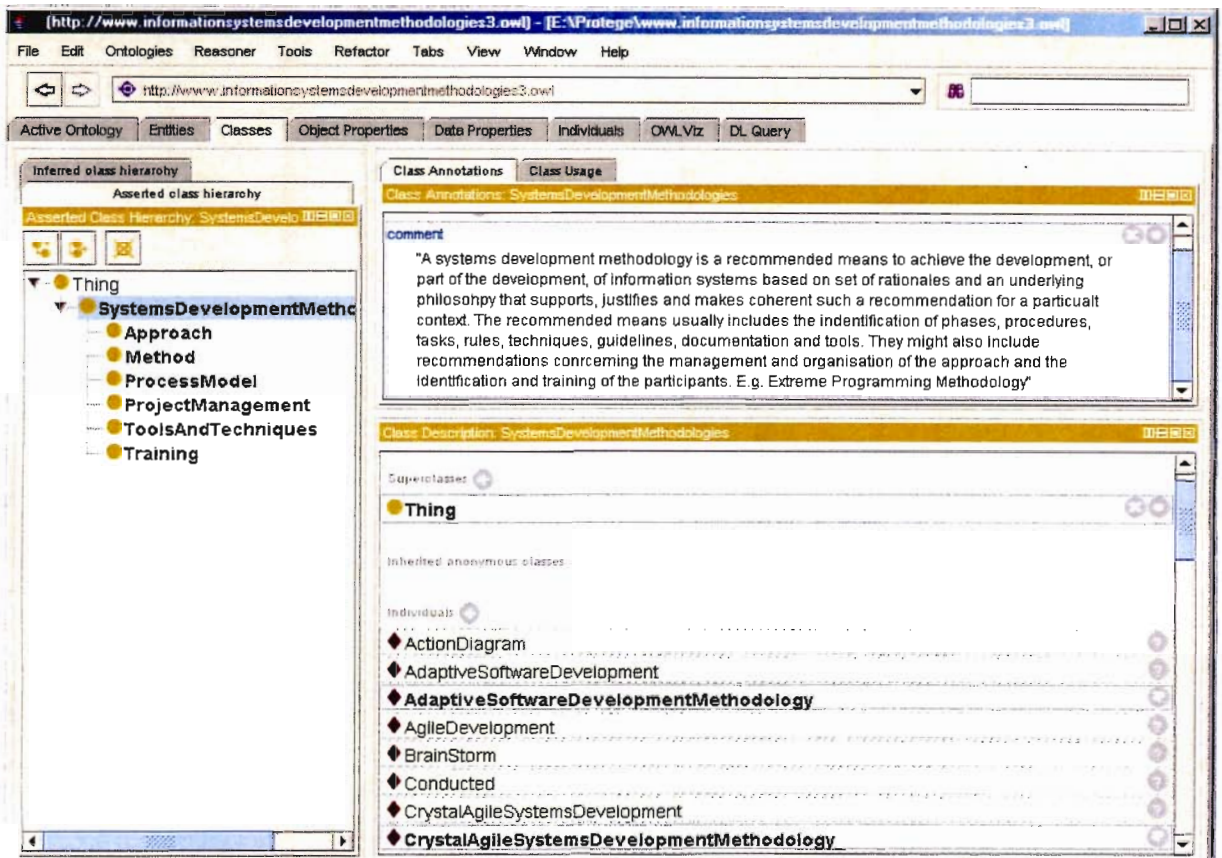 [http://www.informationsystemsdevelopmentmethodologies3.owl] - [E:\Protege\www.informationsystemsdevelopmentmethodologies3.owl]
File Edit Ontologies Reasoner Tools Refactor Tabs View Window Help
http://www.informationsystemsdevelopmentmethodologies3.owl
Active Ontology Entities Classes Object Properties Data Properties Individuals OWLViz DL Query
Inferred class hierarchy
Asserted class hierarchy
Asserted Class Hierarchy: SystemsDevelo
Thing
SystemsDevelopmentMetho
Approach
Method
ProcessModel
ProjectManagement
ToolsAndTechniques
Training
Class Annotations Class Usage
Class Annotations: SystemsDevelopmentMethodologies
comment
"A systems development methodology is a recommended means to achieve the development, or
part of the development, of information systems based on set of rationales and an underlying
philosohpy that supports, justifies and makes coherent such a recommendation for a particualt
context. The recommended means usually includes the indentification of phases, procedures,
tasks, rules, techniques, guidelines, documentation and tools. They might also include
recommendations conrcerning the management and organisation of the approach and the
identification and training of the participants. E.g. Extreme Programming Methodology"
Class Description: SystemsDevelopmentMethodologies
Superclasses
Thing
Inherited anonymous classes
Individuals
ActionDiagram
AdaptiveSoftwareDevelopment
AdaptiveSoftwareDevelopmentMethodology
AgileDevelopment
BrainStorm
Conducted
CrystalAgileSystemsDevelopment
CrystalAgileSystemsDevelopmentMethodology